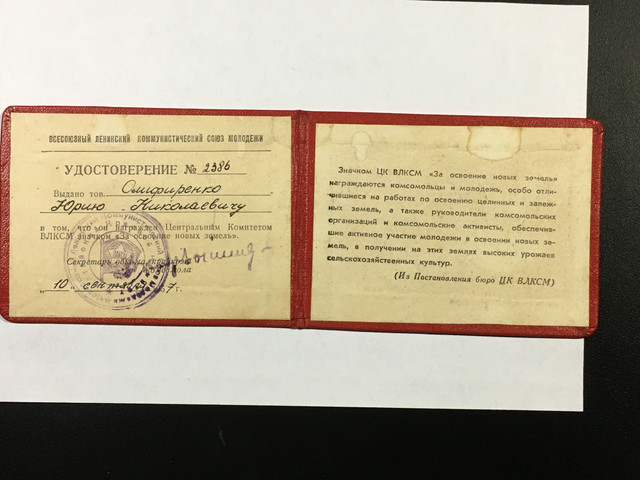 ВСЕСОЮЗНЫЙ ЛЕНИНСКИЙ КОММУНИСТИЧЕСКИЙ СОЮЗ МОЛОДЕЖИ
УДОСТОВЕРЕНИЕ № 2386
Выдано тов. Олифиренко
Юрию Николаевичу
в том, что он награжден Центральным Комитетом
ВЛКСМ значком «За освоение новых земель».
Секретарь
10 сентября 7 г.
Значком ЦК ВЛКСМ «За освоение новых земель»
награждаются комсомольцы и молодежь, особо отли-
чившиеся на работах по освоению целинных и залеж-
ных земель, а также руководители комсомольских
организаций и комсомольские активисты, обеспечив-
шие активное участие молодежи в освоении новых зе-
мель, в получении на этих землях высоких урожаев
сельскохозяйственных культур.
(Из Постановления бюро ЦК ВЛКСМ)